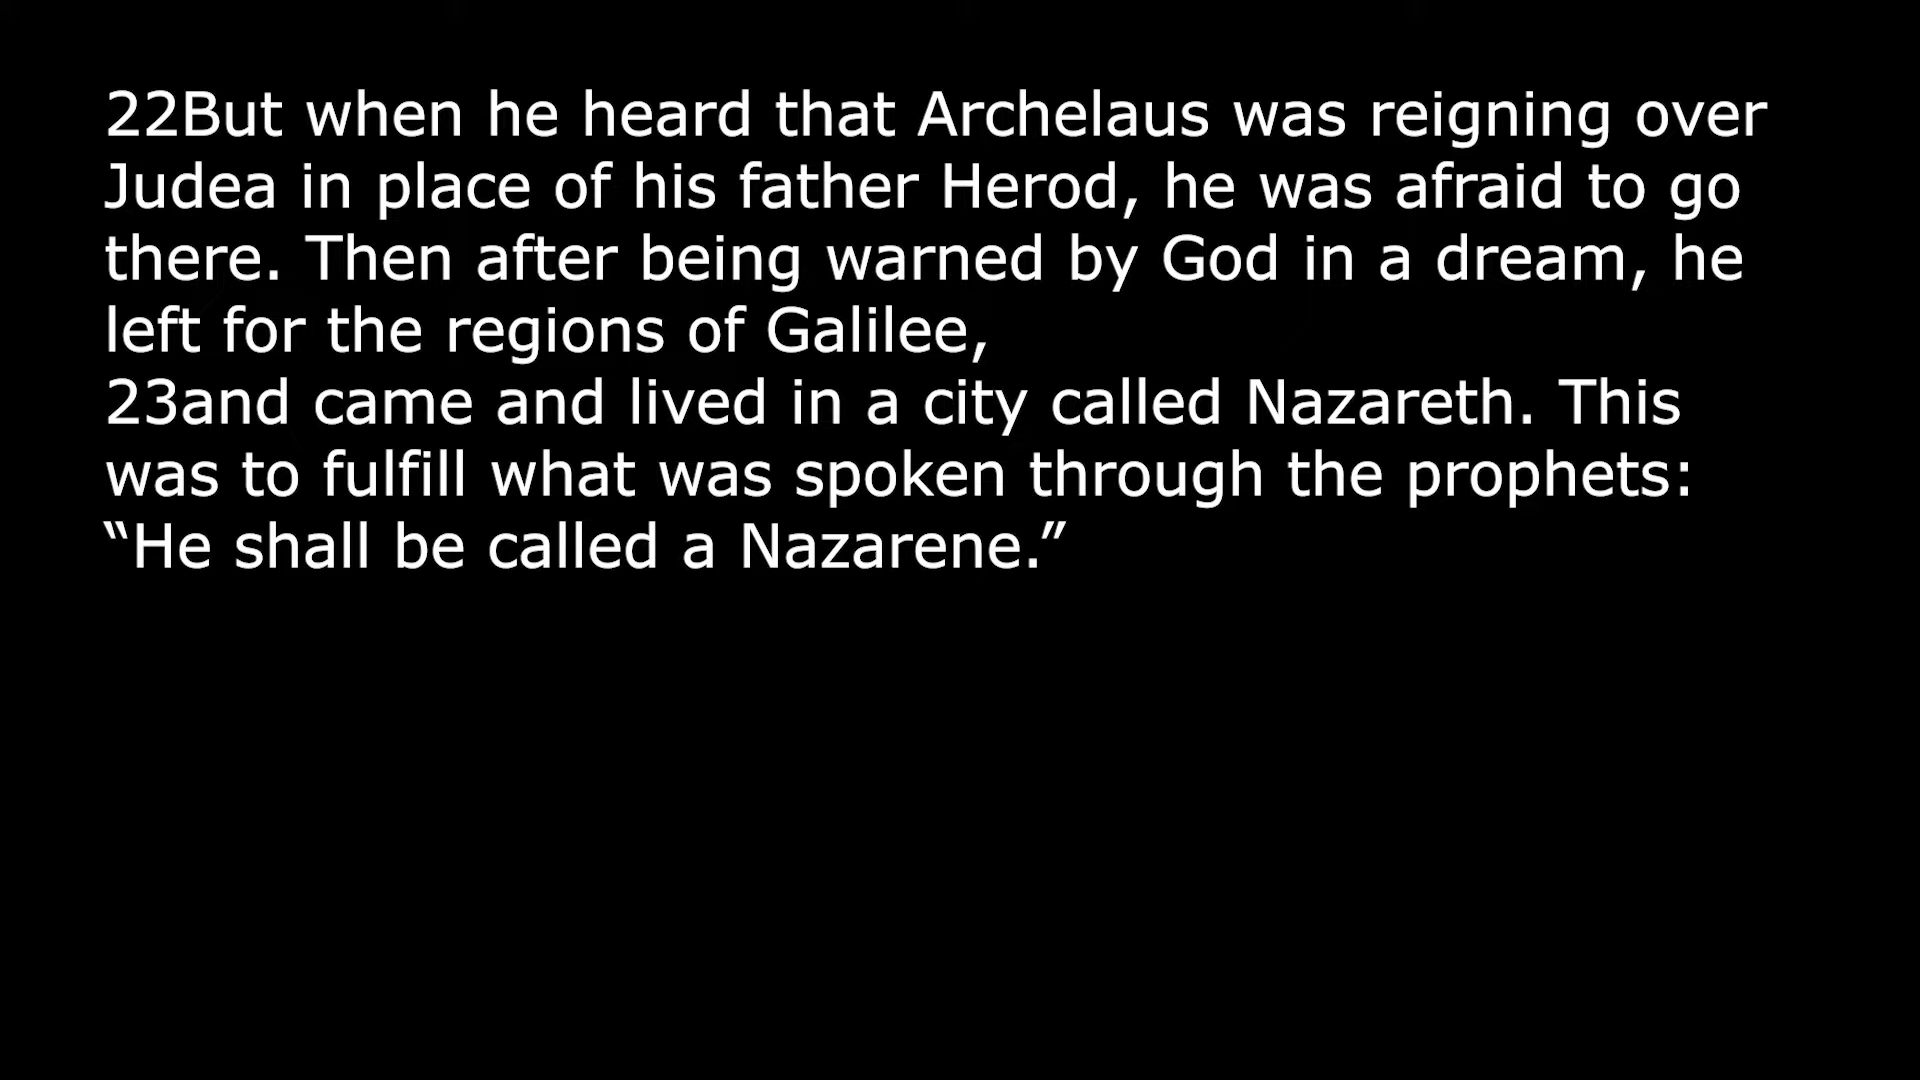 22But when he heard that Archelaus was reigning over
Judea in place of his father Herod, he was afraid to go
there. Then after being warned by God in a dream, he
left for the regions of Galilee,
23and came and lived in a city called Nazareth. This
was to fulfill what was spoken through the prophets:
“He shall be called a Nazarene.”